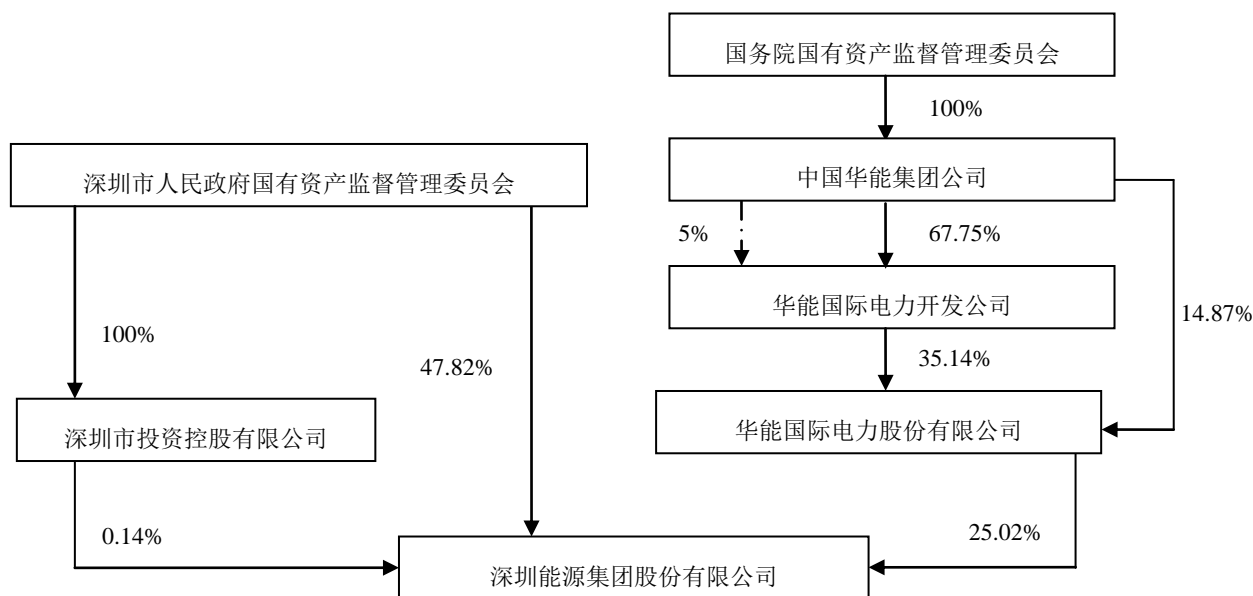 国务院国有资产监督管理委员会
100%
深圳市人民政府国有资产监督管理委员会
中国华能集团公司
5%
67.75%
华能国际电力开发公司
14.87%
100%
47.82%
35.14%
深圳市投资控股有限公司
华能国际电力股份有限公司
0.14%
25.02%
深圳能源集团股份有限公司